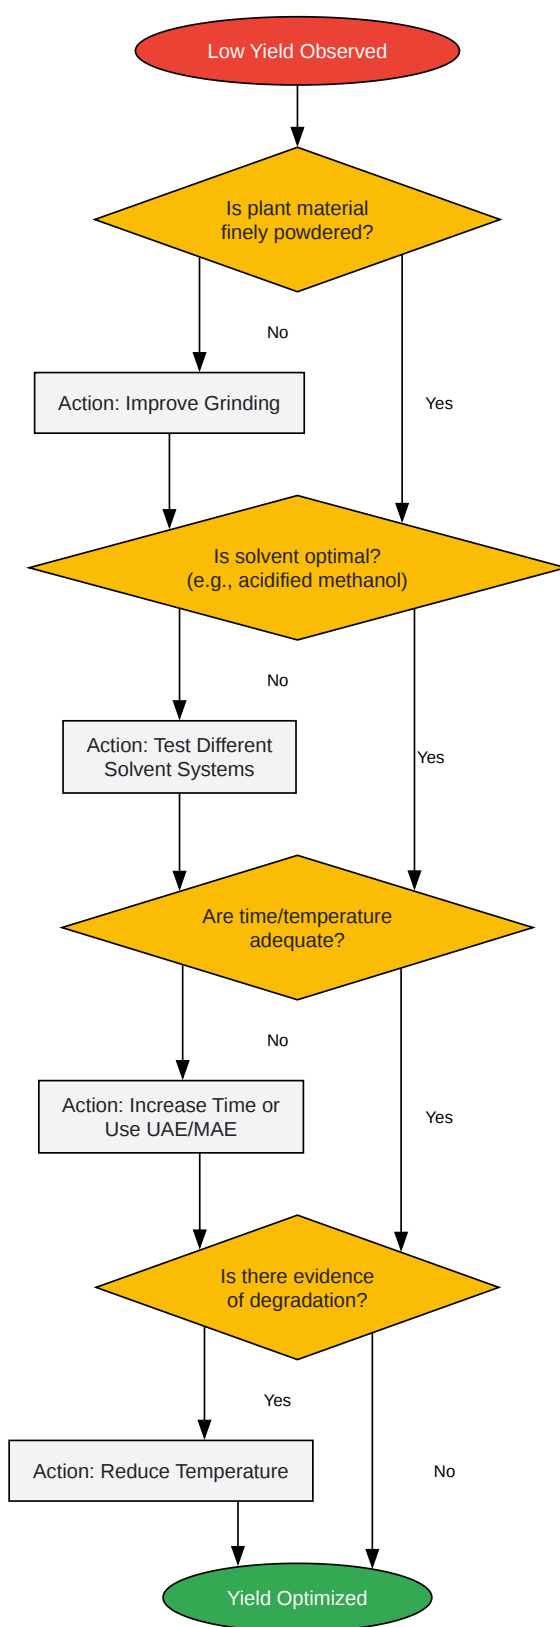 Low Yield Observed
Is plant material
finely powdered?
No
Action: Improve Grinding
Yes
Is solvent optimal?
(e.g., acidified methanol)
No
Action: Test Different
Solvent Systems
Yes
Are time/temperature
adequate?
No
Action: Increase Time or
Use UAE/MAE
Yes
Is there evidence
of degradation?
Yes
Action: Reduce Temperature
No
Yield Optimized